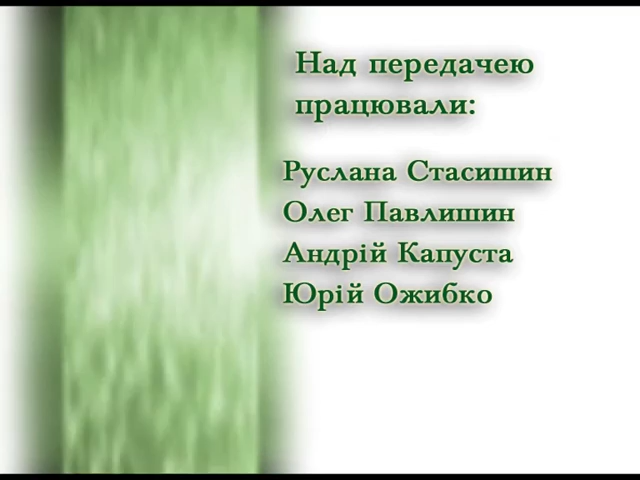 Над передачею
працювали:
Руслана Стасишин
Олег Павлишин
Андрій Капуста
Юрій Ожибко